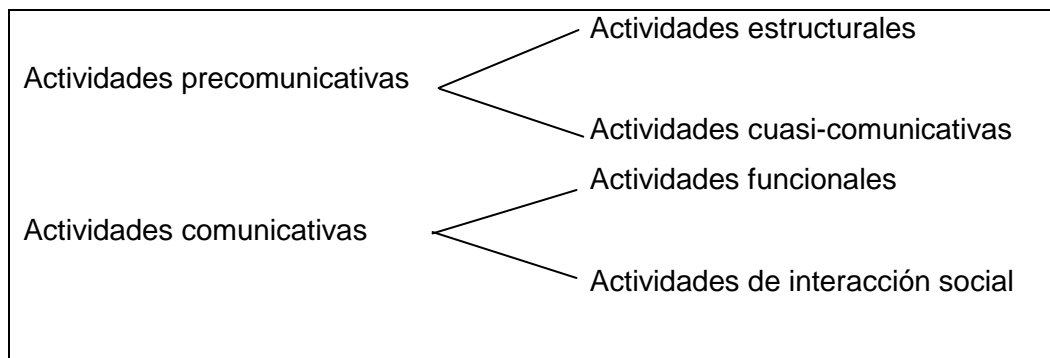 Actividades estructurales
Actividades precomunicativas
Actividades cuasi-comunicativas
Actividades funcionales
Actividades comunicativas
Actividades de interacción social